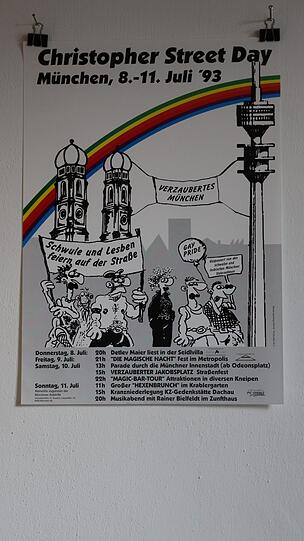 Christopher Street Day
München, 8.-11. Juli '93
VERZAUBERTES
MÜNCHEN
Schwule und Lesben
feiern auf der Straße
GAY
PRIDE
Donnerstag, 8. Juli: 20h Detlev Maier liest in der Seidlvilla
Freitag, 9. Juli: 21h "DIE MAGISCHE NACHT" Fest im Metropolis
Samstag, 10. Juli 13h Parade durch die Münchner Innenstadt (ab Odeonsplatz)
15h VERZAUBERTER JAKOBSPLATZ Straßenfest
22h "MAGIC-BAR-TOUR" Attraktionen in diversen Kneipen
Sonntag, 11. Juli 11h Großer "HEXENBRUNCH" im Krablergarten
15h Kranzniederlegung KZ-Gedenkstätte Dachau
20h Musikabend mit Rainer Bielfeldt im Zunfthaus